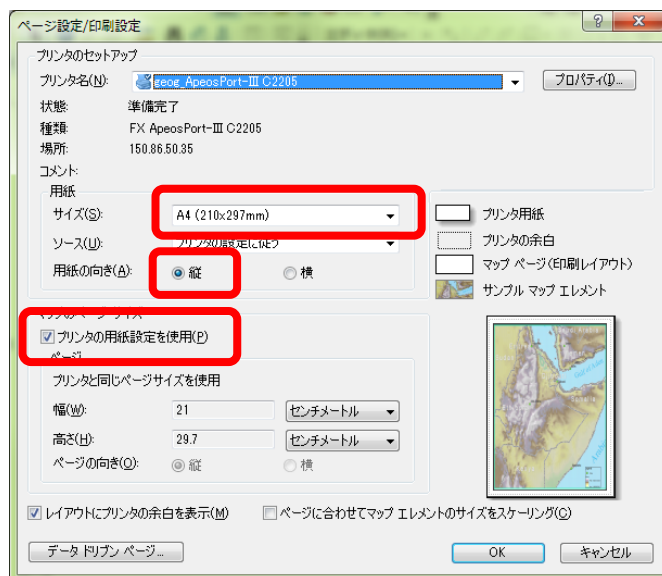 ページ設定/印刷設定
プリンタのセットアップ
プリンタ名(N): geog_ApeosPort-Ⅲ C2205 プロパティ(I)...
状態: 準備完了
種類: FX ApeosPort-Ⅲ C2205
場所: 150.86.50.35
コメント:
用紙
サイズ(S): A4 (210x297mm) プリンタ用紙
ソース(U): プリンタの設定に従う プリンタの余白
用紙の向き(A): 縦 横 マップ ページ(印刷レイアウト)
サンプル マップ エレメント
プリンタの用紙設定を使用(P)
ページ
プリンタと同じページサイズを使用
幅(W): 21 センチメートル
高さ(H): 29.7 センチメートル
ページの向き(O): 縦 横
レイアウトにプリンタの余白を表示(M) ページに合わせてマップ エレメントのサイズをスケーリング(C)
データ ドリブン ページ... OK キャンセル